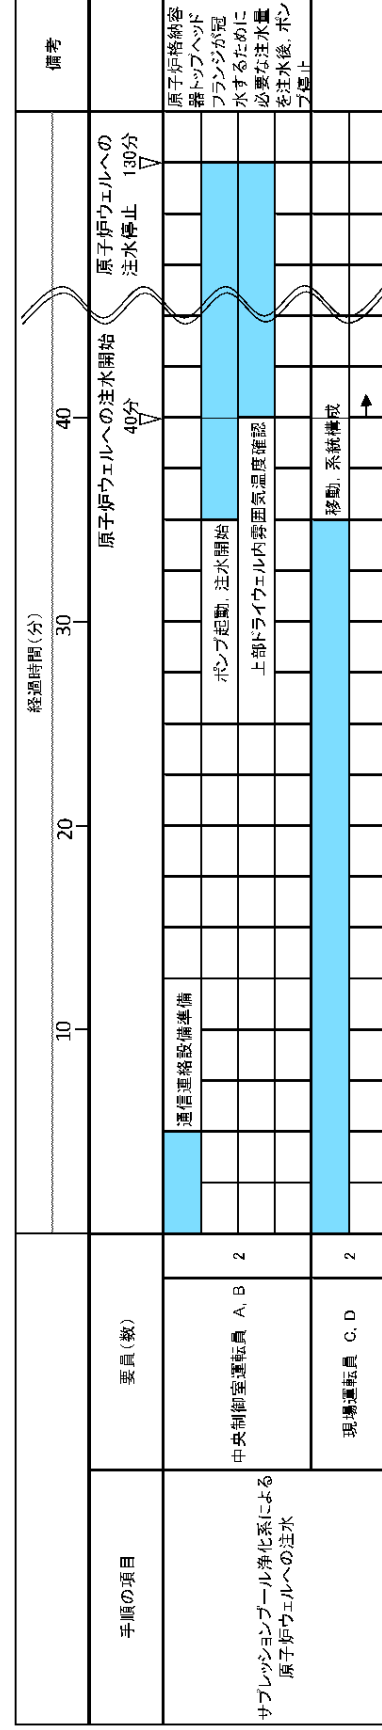 経過時間(分)
備考
手順の項目
要員(数)
10
20
30
40
原子炉ウェルへの注水開始
40分
原子炉ウェルへの
注水停止 130分
サプレッションプール浄化系による
原子炉ウェルへの注水
中央制御室運転員 A, B
2
通信連絡設備準備
ポンプ起動, 注水開始
上部ドライウェル内雰囲気温度確認
原子炉格納容
器トップヘッド
フランジが冠
水するために
必要な注水量
を注水後, ポン
プ停止
現場運転員 C, D
2
移動, 系統構成